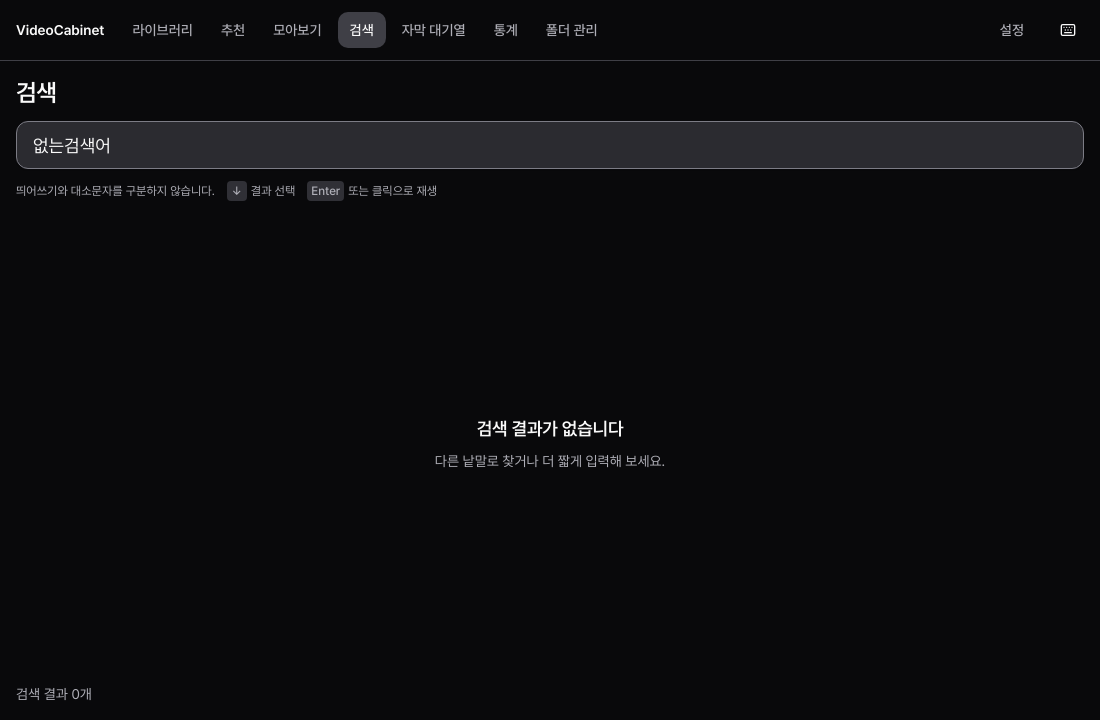 VideoCabinet 라이브러리 추천 모아보기 검색 자막 대기열 통계 폴더 관리 설정
검색
없는검색어
띄어쓰기와 대소문자를 구분하지 않습니다. ↓ 결과 선택 Enter 또는 클릭으로 재생
검색 결과가 없습니다
다른 낱말로 찾거나 더 짧게 입력해 보세요.
검색 결과 0개